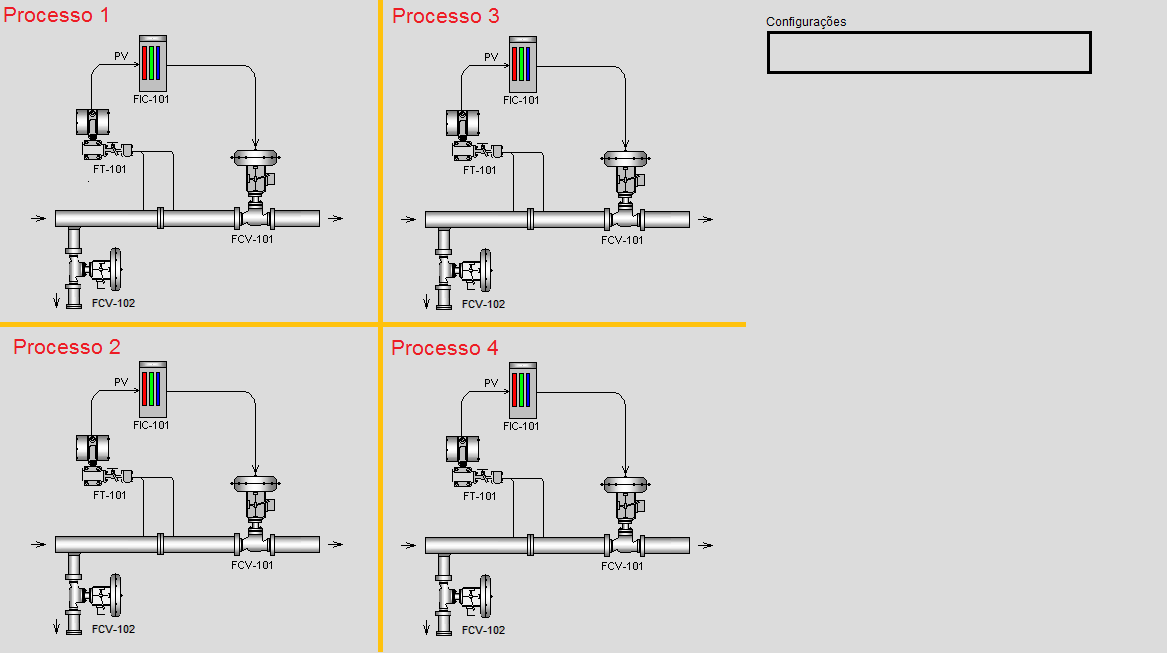 Processo 1
PV
FIC-101
FT-101
FCV-101
FCV-102
Processo 3
PV
FIC-101
FT-101
FCV-101
FCV-102
Configurações
Processo 2
PV
FIC-101
FT-101
FCV-101
FCV-102
Processo 4
PV
FIC-101
FT-101
FCV-101
FCV-102